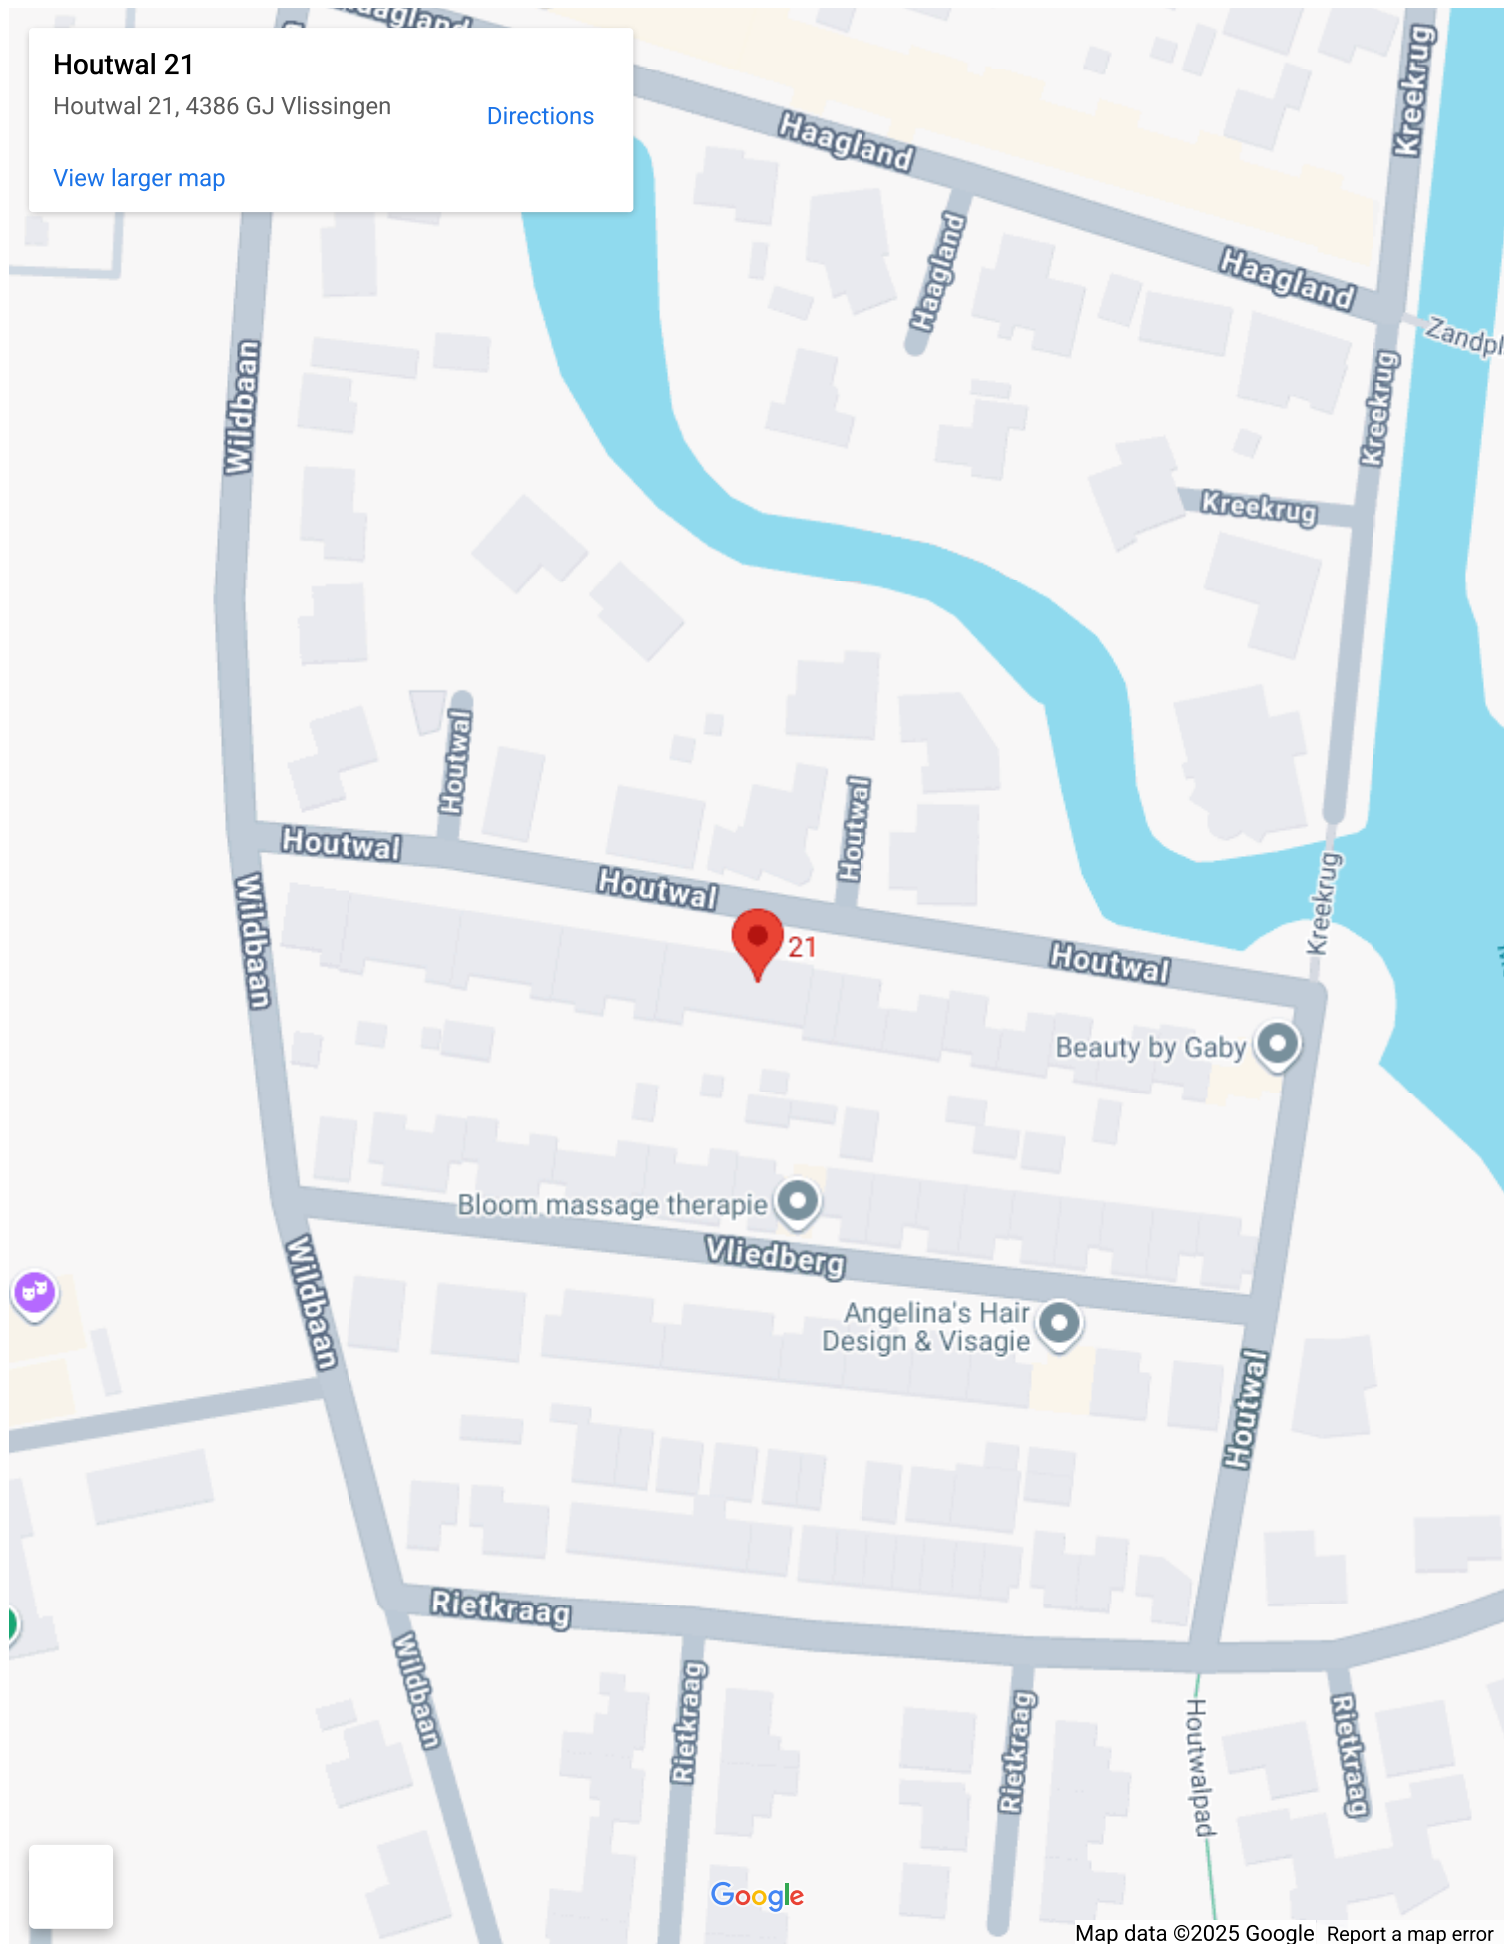 Haagland
Houtwal 21
Houtwal 21, 4386 GJ Vlissingen
Directions
View larger map
Kreekrug
Haagland
Haagland
Haagland
Zandpl
Wildbaan
Kreekrug
Kreekrug
Houtwal
Houtwal
Houtwal
Houtwal
Houtwal
Kreekrug
Wildbaan
21
Houtwal
Beauty by Gaby
Bloom massage therapie
Vliedberg
Wildbaan
Angelina's Hair
Design & Visagie
Houtwal
Rietkraag
Wildbaan
Rietkraag
Rietkraag
Houtwalpad
Rietkraag
Google
Map data ©2025 Google
Report a map error